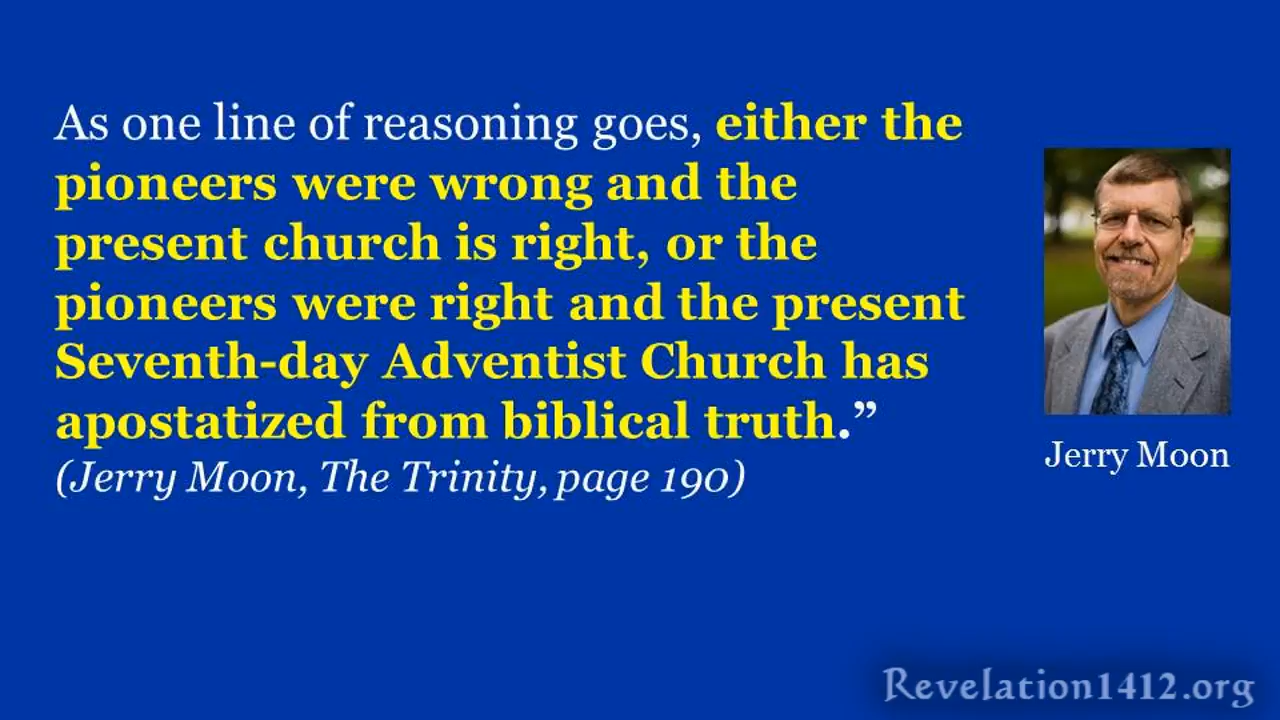 As one line of reasoning goes, either the
pioneers were wrong and the
present church is right, or the
pioneers were right and the present
Seventh-day Adventist Church has
apostatized from biblical truth.”
(Jerry Moon, The Trinity, page 190)
Jerry Moon
Revelation1412.org